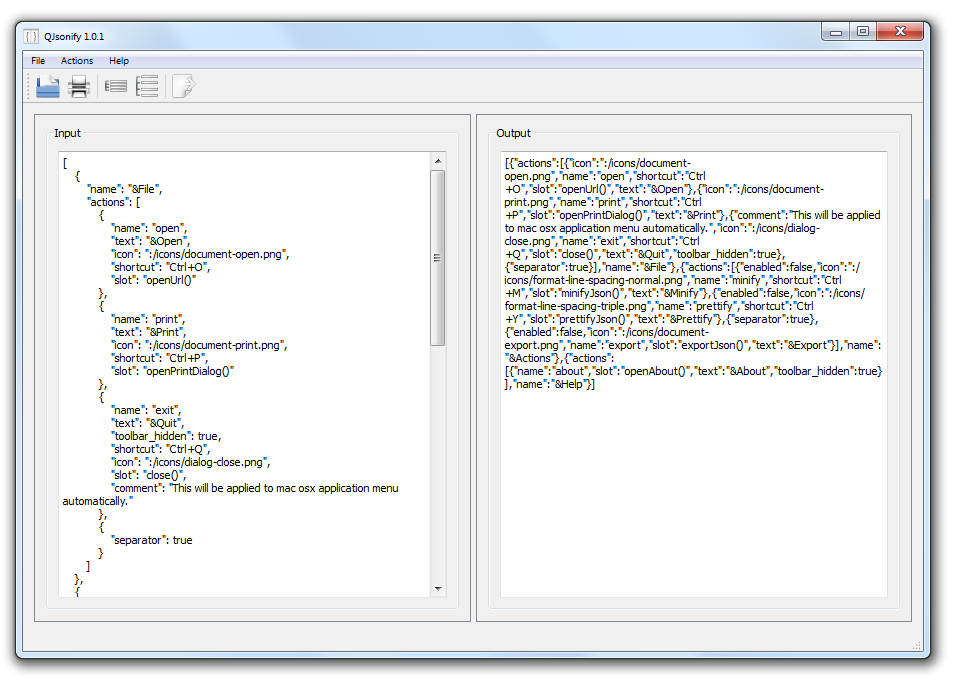 QJsonify 1.0.1
File Actions Help
Input
[
{
"name": "&File",
"actions": [
{
"name": "open",
"text": "&Open",
"icon": ":/icons/document-open.png",
"shortcut": "Ctrl+O",
"slot": "openUrl()"
},
{
"name": "print",
"text": "&Print",
"icon": ":/icons/document-print.png",
"shortcut": "Ctrl+P",
"slot": "openPrintDialog()"
},
{
"name": "exit",
"text": "&Quit",
"toolbar_hidden": true,
"shortcut": "Ctrl+Q",
"icon": ":/icons/dialog-close.png",
"slot": "close()",
"comment": "This will be applied to mac osx application menu
automatically."
},
{
"separator": true
}
]
},
{
Output
[{"actions":[{"icon":":/icons/document-
open.png","name":"open","shortcut":"Ctrl
+O","slot":"openUrl()","text":"&Open"},{"icon":":/icons/document-
print.png","name":"print","shortcut":"Ctrl
+P","slot":"openPrintDialog()","text":"&Print"},{"comment":"This will be applied
to mac osx application menu automatically.","icon":":/icons/dialog-
close.png","name":"exit","shortcut":"Ctrl
+Q","slot":"close()","text":"&Quit","toolbar_hidden":true},
{"separator":true}],"name":"&File"},{"actions":[{"enabled":false,"icon":":/
icons/format-line-spacing-normal.png","name":"minify","shortcut":"Ctrl
+M","slot":"minifyJson()","text":"&Minify"},{"enabled":false,"icon":":/icons/
format-line-spacing-triple.png","name":"prettify","shortcut":"Ctrl
+Y","slot":"prettifyJson()","text":"&Prettify"},{"separator":true},
{"enabled":false,"icon":":/icons/document-
export.png","name":"export","slot":"exportJson()","text":"&Export"}],"name":
"&Actions"},{"actions":
[{"name":"about","slot":"openAbout()","text":"&About","toolbar_hidden":true}
],"name":"&Help"}]